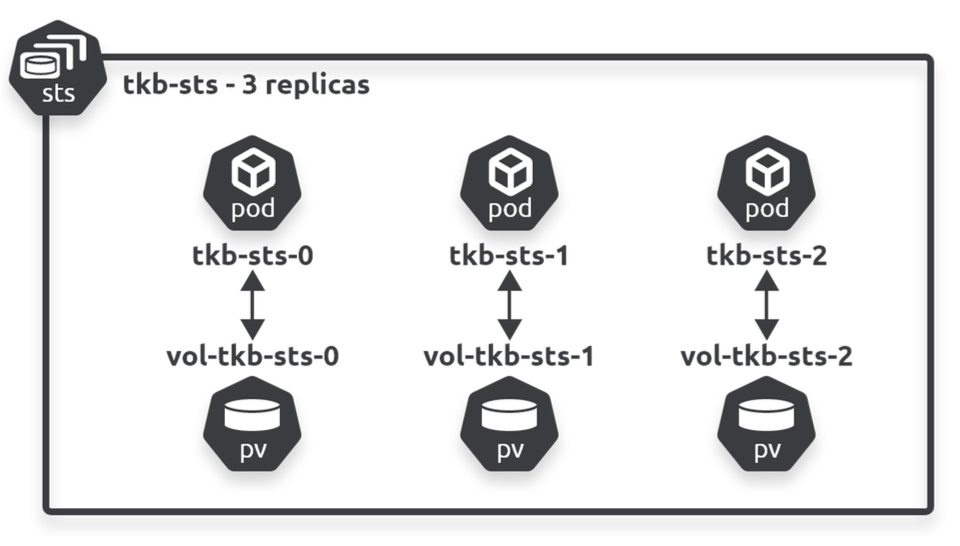 sts
tkb-sts - 3 replicas
pod pod pod
tkb-sts-0 tkb-sts-1 tkb-sts-2
vol-tkb-sts-0 vol-tkb-sts-1 vol-tkb-sts-2
pv pv pv